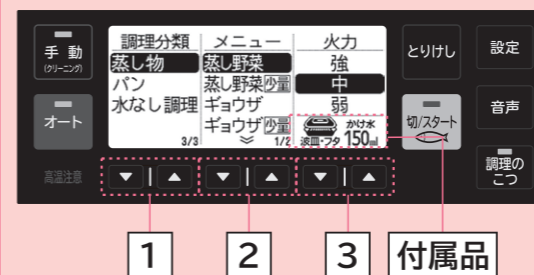 手動
(クリーニング)
オート
高温注意
調理分類
蒸し物
パン
水なし調理
3/3
メニュー
蒸し野菜
蒸し野菜少量
ギョウザ
ギョウザ少量
1/2
火力
強
中
弱
かけ水
波皿・フタ 150ml
▼ | ▲
▼ | ▲
▼ | ▲
とりけし
切/スタート
設定
音声
調理の
こつ
1
2
3
付属品